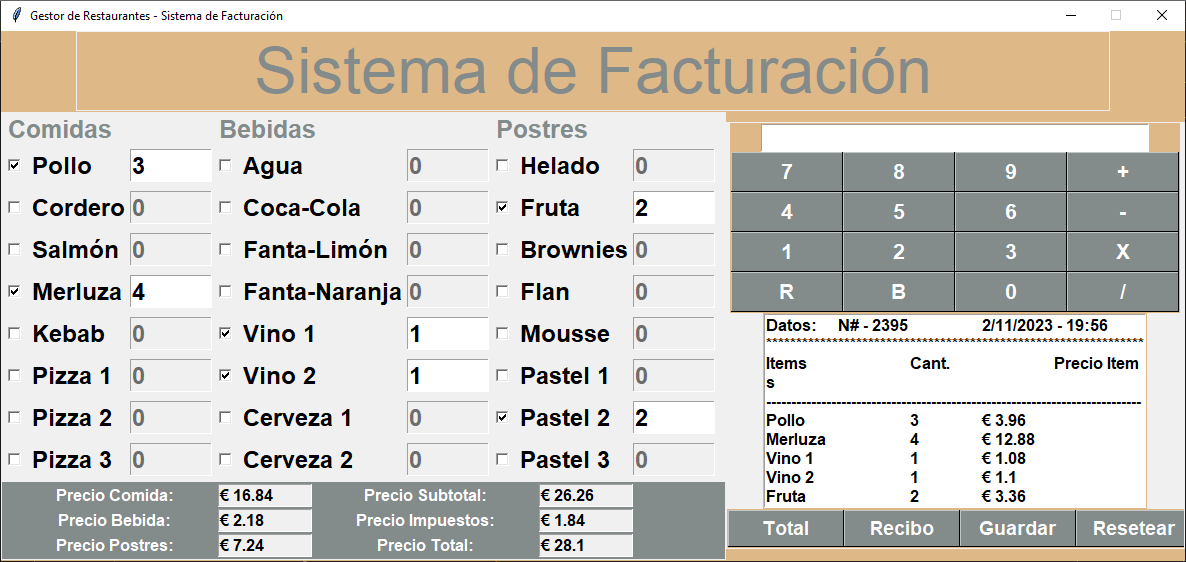 Gestor de Restaurantes - Sistema de Facturación
Sistema de Facturación
Comidas Bebidas Postres
Pollo 3 Agua 0 Helado 0
Cordero 0 Coca-Cola 0 Fruta 2
Salmón 0 Fanta-Limón 0 Brownies 0
Merluza 4 Fanta-Naranja 0 Flan 0
Kebab 0 Vino 1 1 Mousse 0
Pizza 1 0 Vino 2 1 Pastel 1 0
Pizza 2 0 Cerveza 1 0 Pastel 2 2
Pizza 3 0 Cerveza 2 0 Pastel 3 0
Precio Comida: € 16.84 Precio Subtotal: € 26.26
Precio Bebida: € 2.18 Precio Impuestos: € 1.84
Precio Postres: € 7.24 Precio Total: € 28.1
7 8 9 +
4 5 6 -
1 2 3 X
R B 0 /
Datos: N# - 2395 2/11/2023 - 19:56
***************************************************************
Items Cant. Precio Item
s
---------------------------------------------------------------------------
Pollo 3 € 3.96
Merluza 4 € 12.88
Vino 1 1 € 1.08
Vino 2 1 € 1.1
Fruta 2 € 3.36
Total Recibo Guardar Resetear